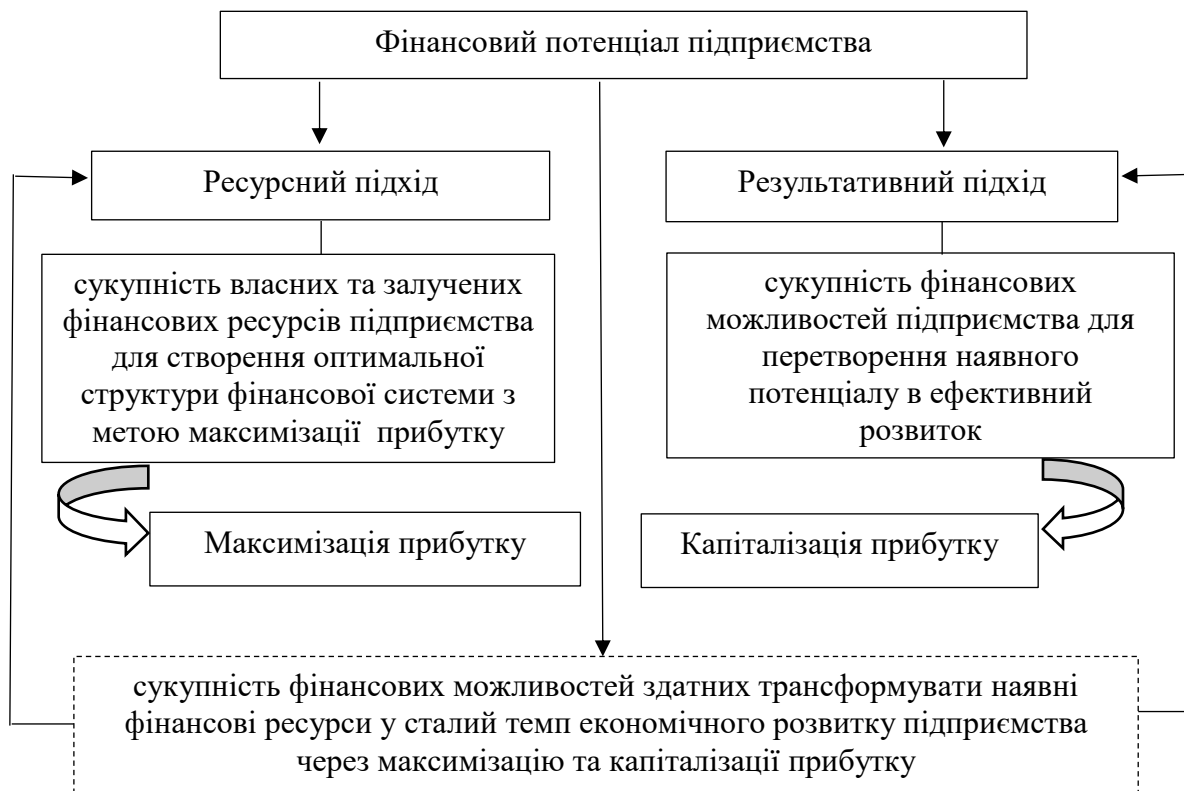 Фінансовий потенціал підприємства
Ресурсний підхід
Результативний підхід
сукупність власних та залучених
фінансових ресурсів підприємства
для створення оптимальної
структури фінансової системи з
метою максимізації прибутку
сукупність фінансових
можливостей підприємства для
перетворення наявного
потенціалу в ефективний
розвиток
Максимізація прибутку
Капіталізація прибутку
сукупність фінансових можливостей здатних трансформувати наявні
фінансові ресурси у сталий темп економічного розвитку підприємства
через максимізацію та капіталізації прибутку